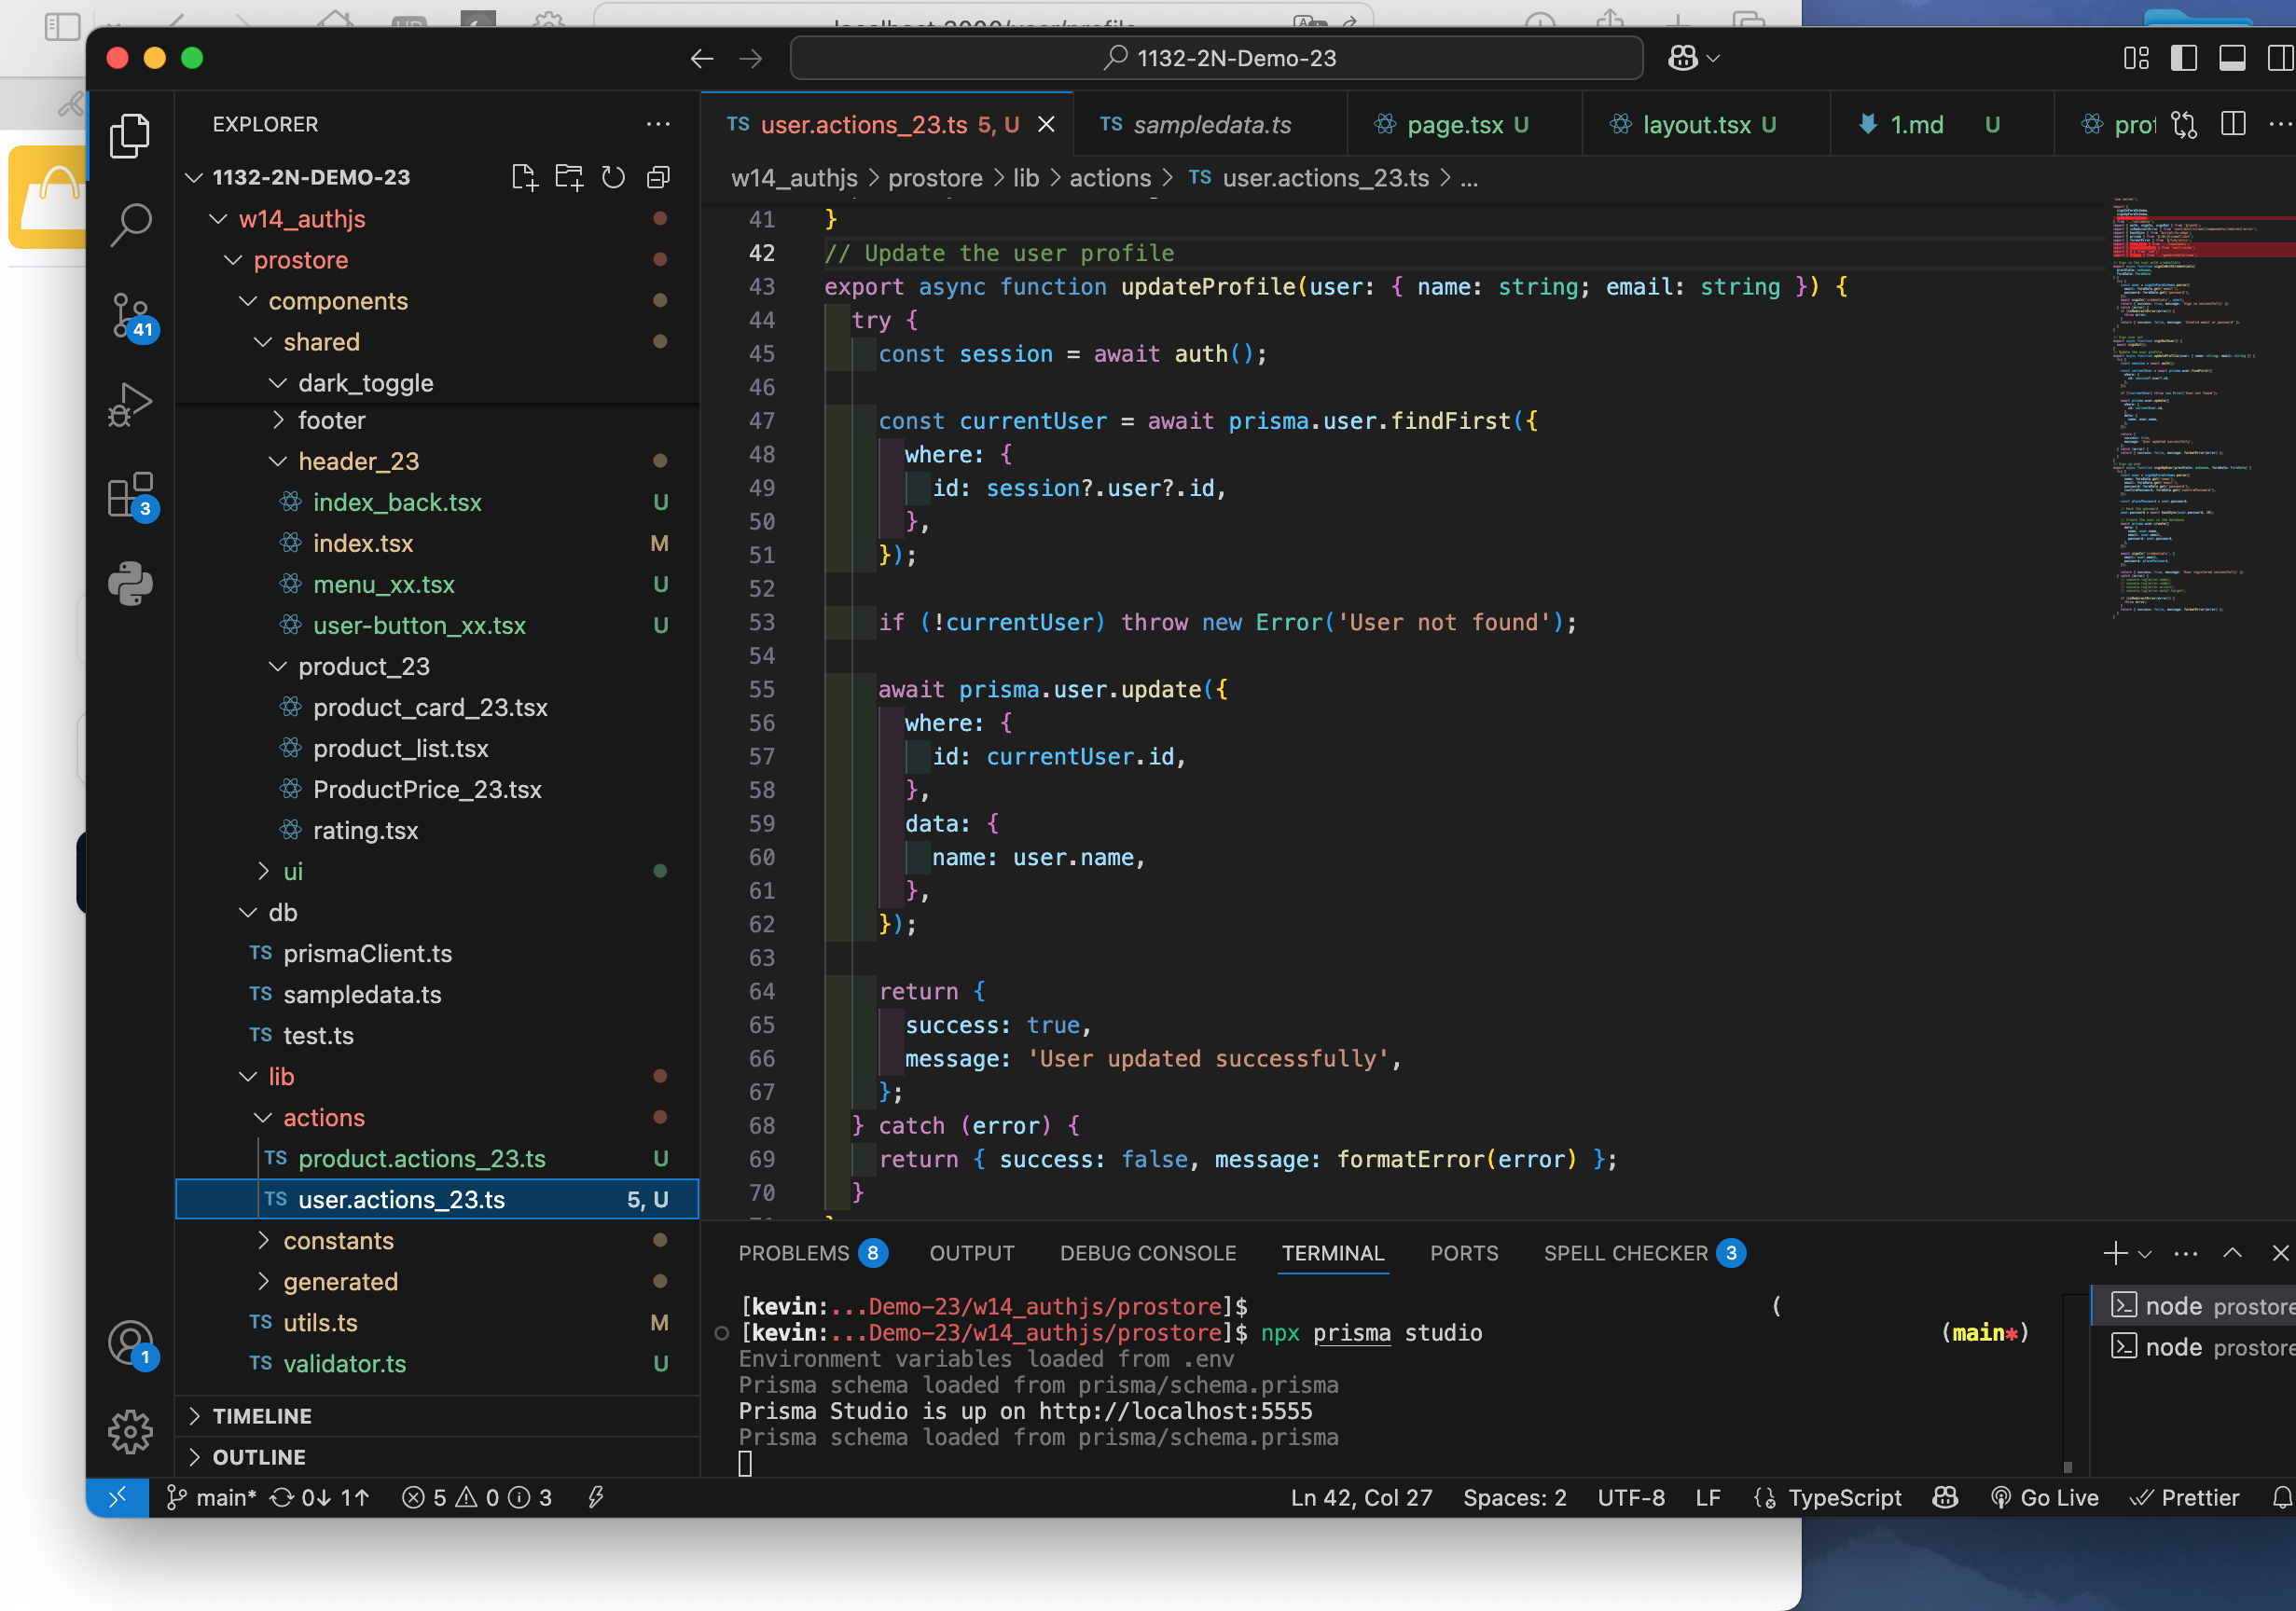 localhost:3000/user/profile
1132-2N-Demo-23
EXPLORER
1132-2N-DEMO-23
w14_authjs
prostore
components
shared
dark_toggle
footer
header_23
index_back.tsx U
index.tsx M
menu_xx.tsx U
user-button_xx.tsx U
product_23
product_card_23.tsx
product_list.tsx
ProductPrice_23.tsx
rating.tsx
ui
db
TS prismaClient.ts
TS sampledata.ts
TS test.ts
lib
actions
TS product.actions_23.ts U
TS user.actions_23.ts 5, U
constants
generated
TS utils.ts M
TS validator.ts U
TIMELINE
OUTLINE
41
3
1
TS user.actions_23.ts 5, U
TS sampledata.ts
page.tsx U
layout.tsx U
1.md U
w14_authjs > prostore > lib > actions > TS user.actions_23.ts > ...
41 }
42 // Update the user profile
43 export async function updateProfile(user: { name: string; email: string }) {
44 try {
45 const session = await auth();
46
47 const currentUser = await prisma.user.findFirst({
48 where: {
49 id: session?.user?.id,
50 },
51 });
52
53 if (!currentUser) throw new Error('User not found');
54
55 await prisma.user.update({
56 where: {
57 id: currentUser.id,
58 },
59 data: {
60 name: user.name,
61 },
62 });
63
64 return {
65 success: true,
66 message: 'User updated successfully',
67 };
68 } catch (error) {
69 return { success: false, message: formatError(error) };
70 }
PROBLEMS 8 OUTPUT DEBUG CONSOLE TERMINAL PORTS SPELL CHECKER 3
[kevin:...Demo-23/w14_authjs/prostore]$ (
[kevin:...Demo-23/w14_authjs/prostore]$ npx prisma studio (main*)
Environment variables loaded from .env
Prisma schema loaded from prisma/schema.prisma
Prisma Studio is up on http://localhost:5555
Prisma schema loaded from prisma/schema.prisma
node prostore
node prostore
main* 0↓ 1↑ 5 0 3 Ln 42, Col 27 Spaces: 2 UTF-8 LF TypeScript Go Live Prettier